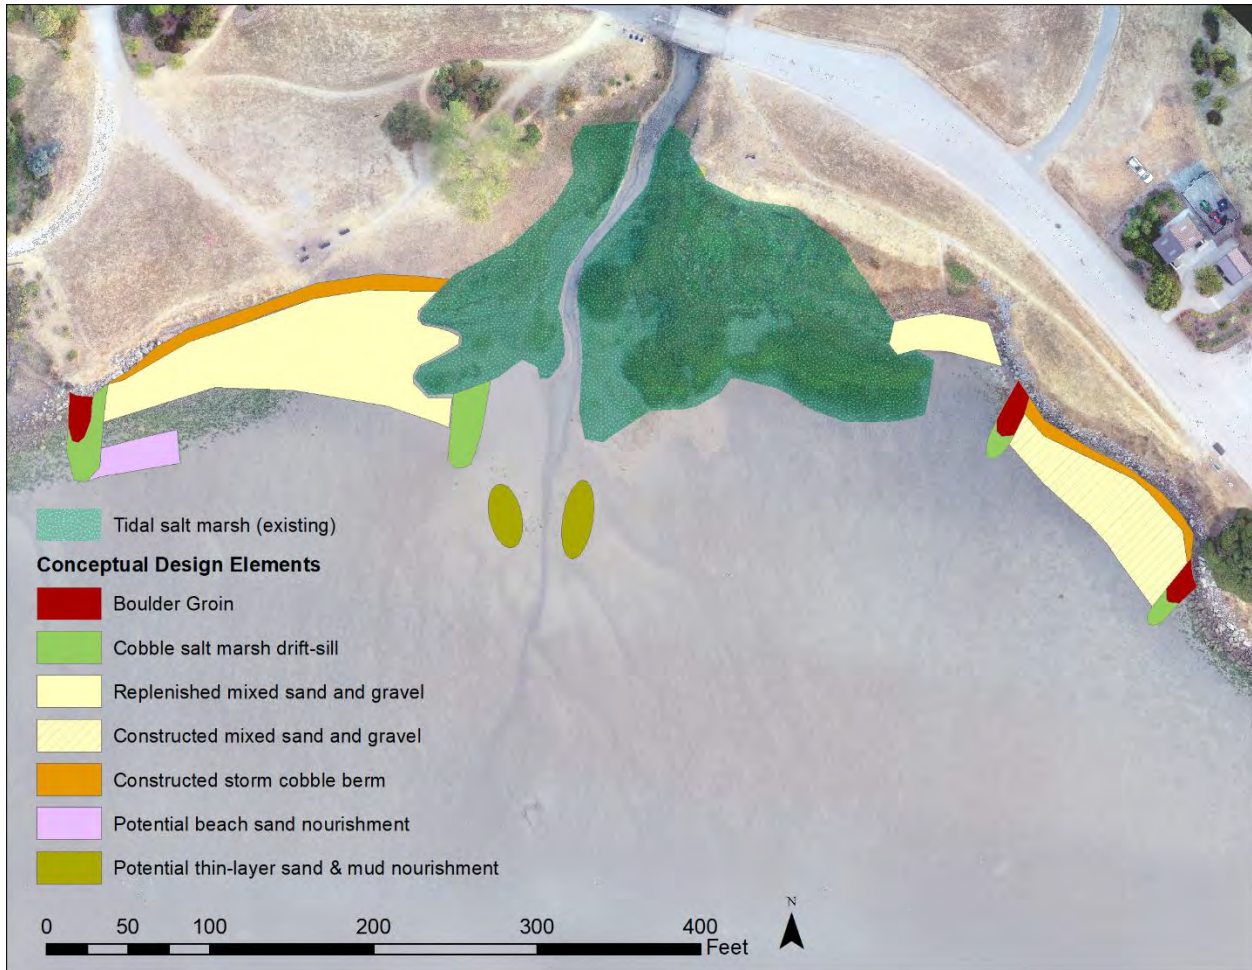 Tidal salt marsh (existing)
Conceptual Design Elements
Boulder Groin
Cobble salt marsh drift-sill
Replenished mixed sand and gravel
Constructed mixed sand and gravel
Constructed storm cobble berm
Potential beach sand nourishment
Potential thin-layer sand & mud nourishment
0 50 100 200 300 400
Feet
N